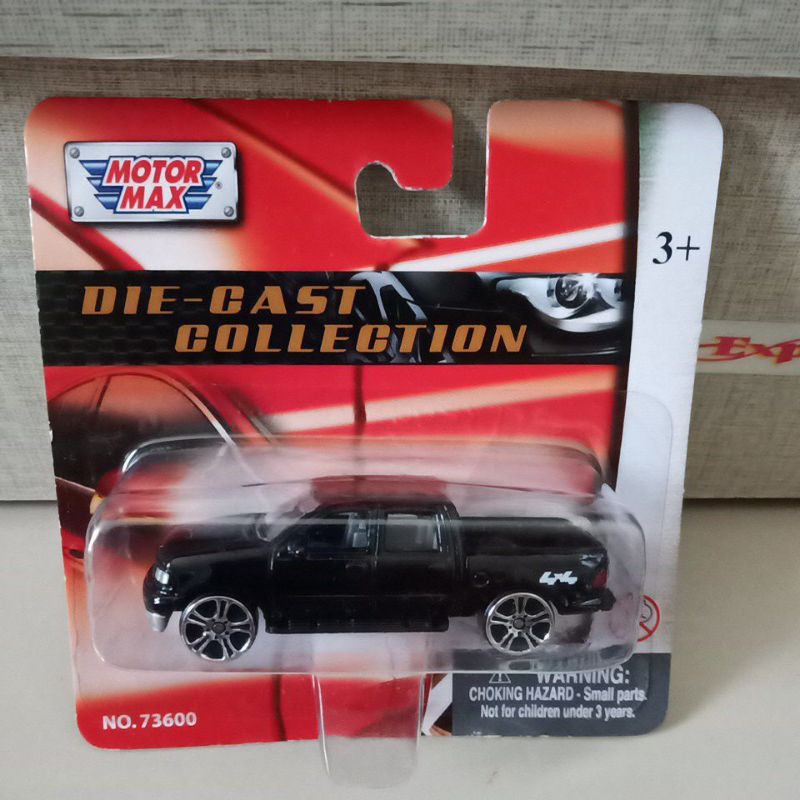 MOTOR
MAX
®
3+
DIE-CAST
COLLECTION
Exp
4x4
WARNING:
CHOKING HAZARD - Small parts.
Not for children under 3 years.
NO.73600